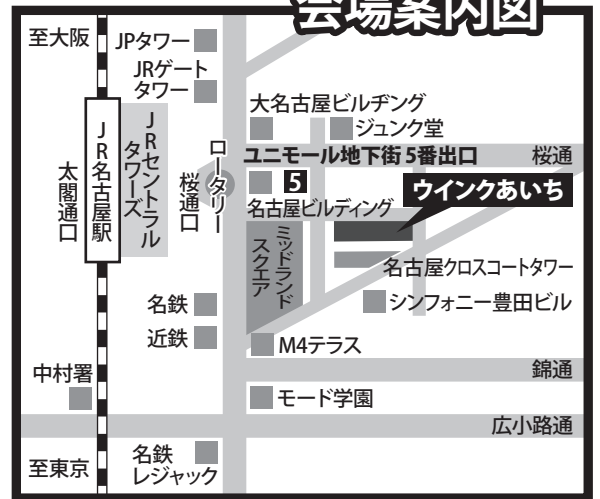 会場案内図
至大阪
JPタワー
JRゲート
タワー
大名古屋ビルヂング
ジュンク堂
ユニモール地下街 5番出口
桜通
JR名古屋駅
JRセントラル
タワーズ
ロータリー
桜通口
太閤通口
5
ウインクあいち
名古屋ビルディング
ミッドランド
スクエア
名古屋クロスコートタワー
名鉄
シンフォニー豊田ビル
近鉄
M4テラス
中村署
錦通
モード学園
広小路通
至東京
名鉄
レジャック